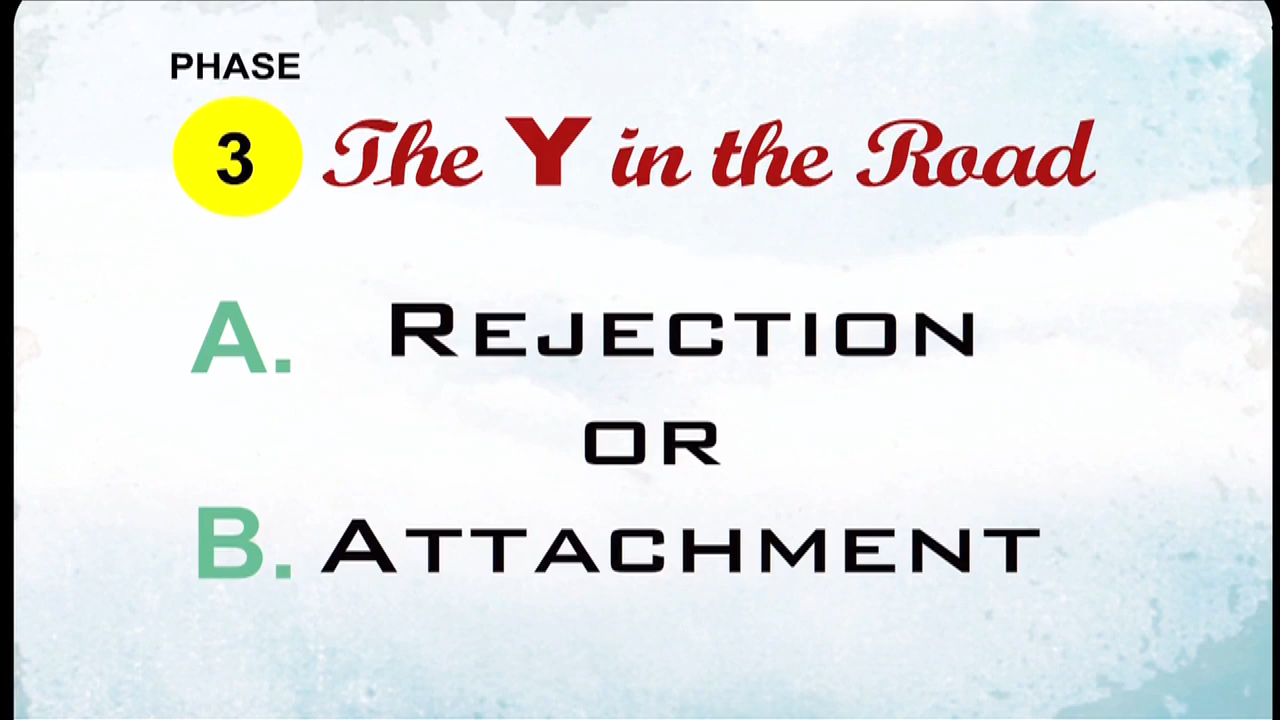 PHASE
3 The Y in the Road
A. REJECTION
OR
B. ATTACHMENT